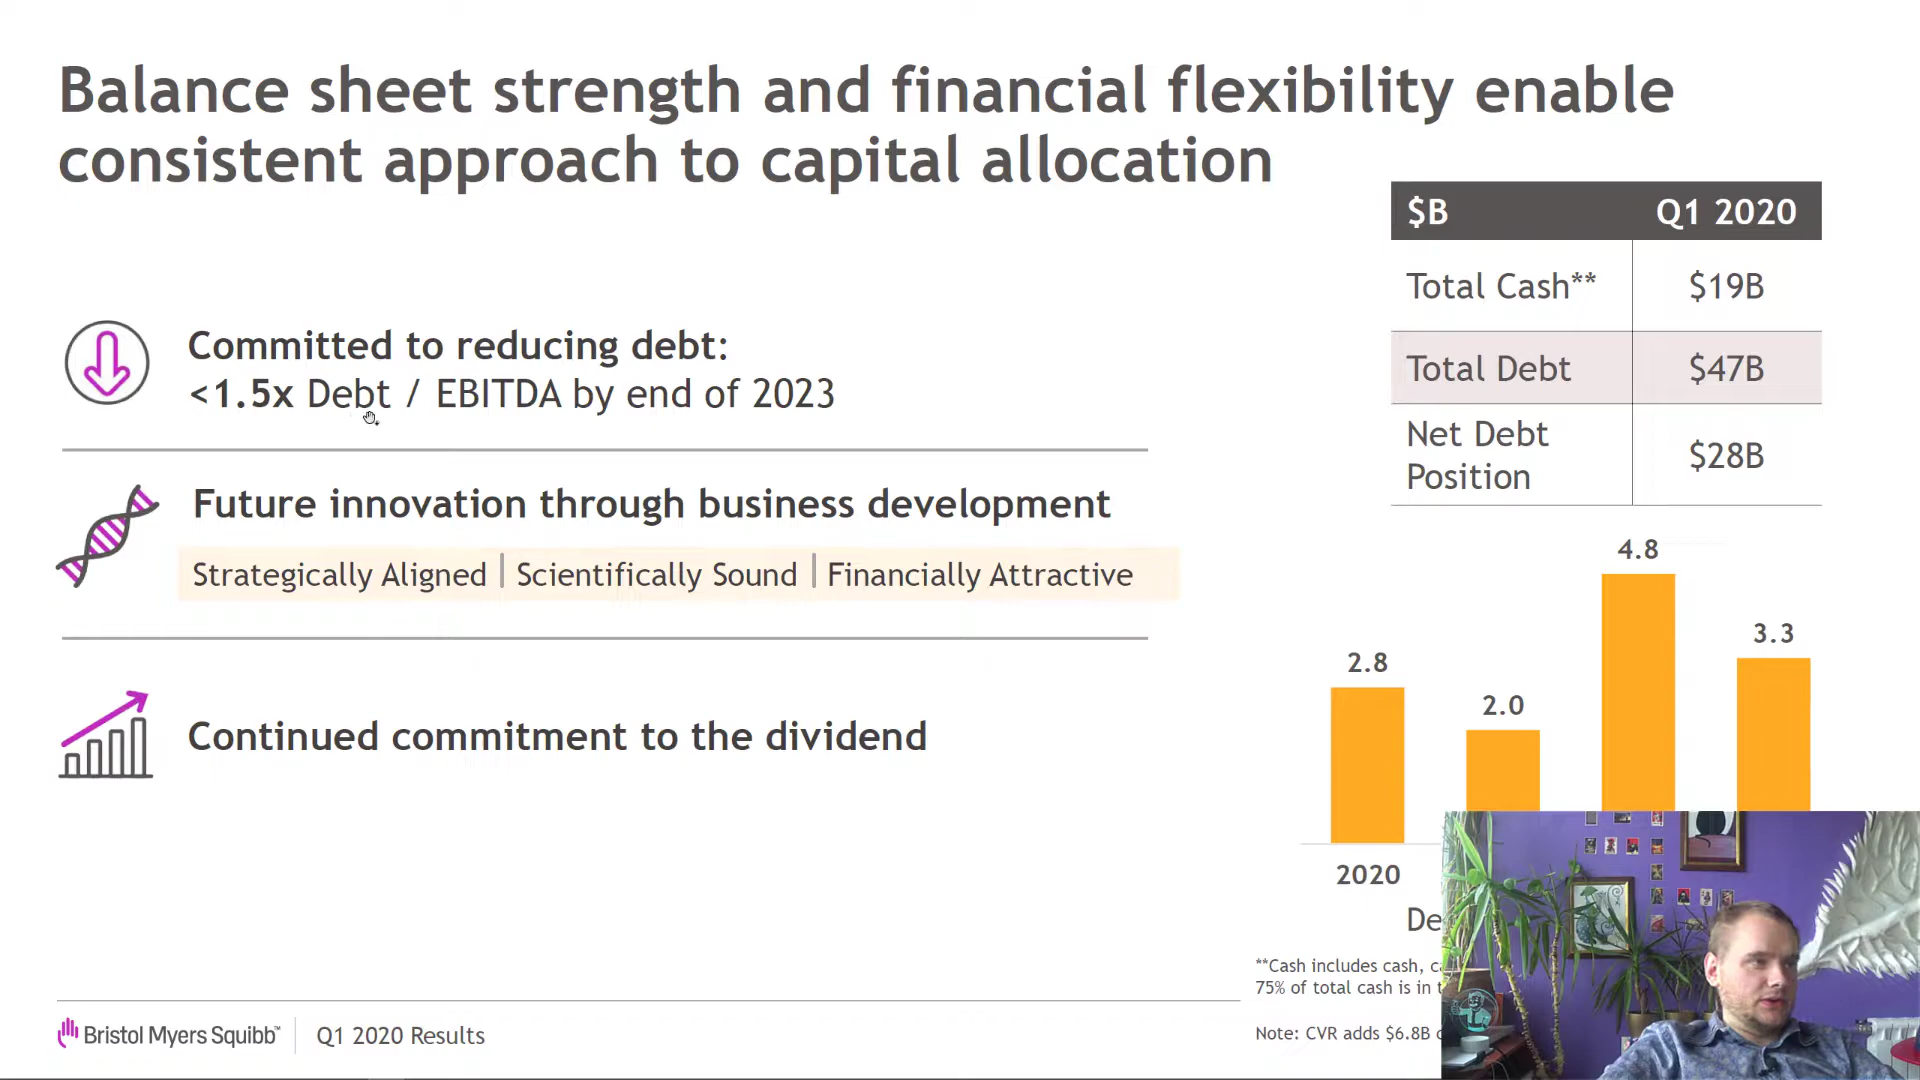 Balance sheet strength and financial flexibility enable
consistent approach to capital allocation
$B Q1 2020
Total Cash** $19B
Total Debt $47B
Net Debt
Position $28B
Committed to reducing debt:
<1.5x Debt / EBITDA by end of 2023
Future innovation through business development
Strategically Aligned | Scientifically Sound | Financially Attractive
Continued commitment to the dividend
2.8 2.0 4.8 3.3
2020
**Cash includes cash,
75% of total cash is in
Note: CVR adds $6.8B
Bristol Myers Squibb™ Q1 2020 Results